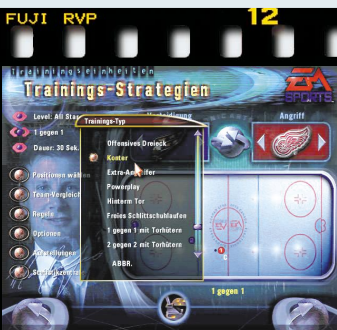 FUJI RVP 12
Trainingseinheiten
Trainings-Strategien
EA
SPORTS
Level: All Star
Angriff
1 gegen 1
Dauer: 30 Sek.
Trainings-Typ
Offensives Dreieck
Konter
Extra-Angreifer
Powerplay
Hinterm Tor
Freies Schlittschuhlaufen
1 gegen 1 mit Torhütern
2 gegen 2 mit Torhütern
ABBR.
Positionen
Team-Vergleich
Regeln
Optionen
Aufstellungen
1 gegen 1